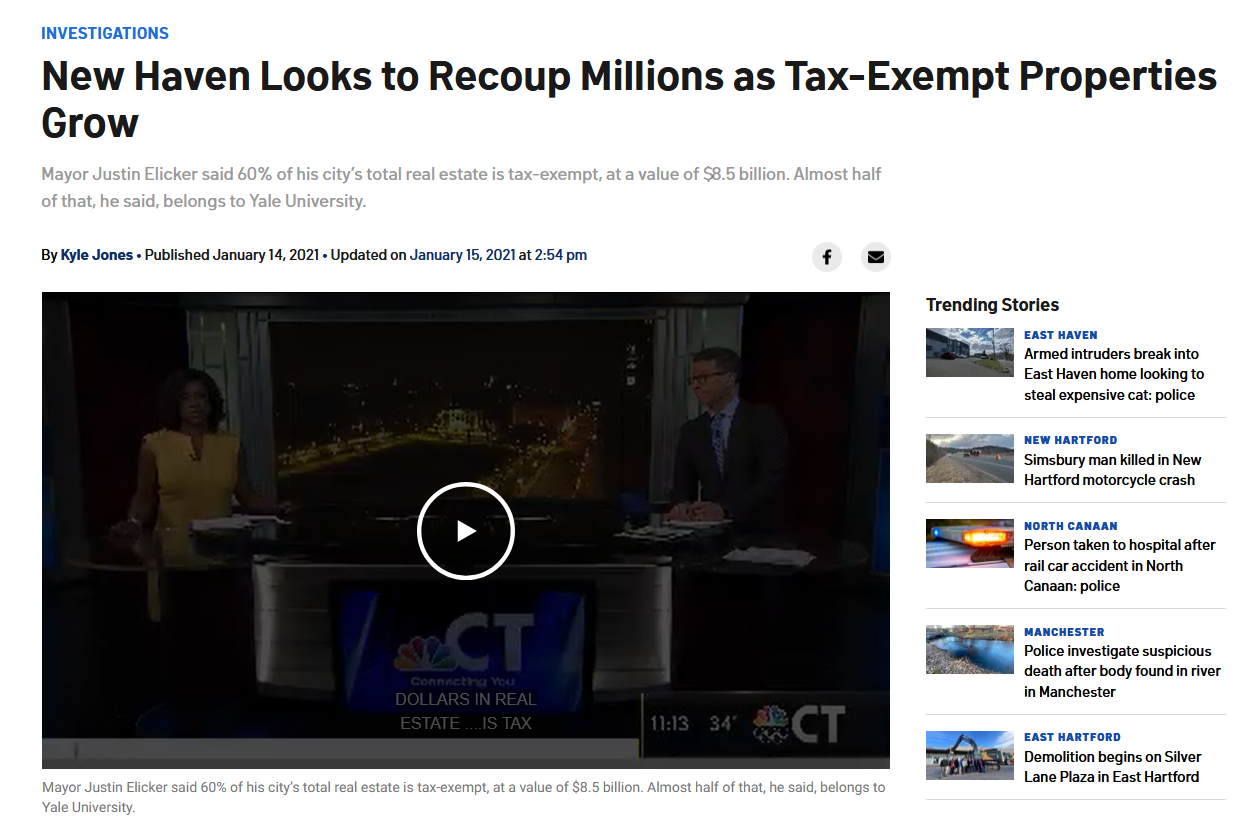 INVESTIGATIONS
New Haven Looks to Recoup Millions as Tax-Exempt Properties
Grow
Mayor Justin Elicker said 60% of his city's total real estate is tax-exempt, at a value of $8.5 billion. Almost half
of that, he said, belongs to Yale University.
By Kyle Jones • Published January 14, 2021 • Updated on January 15, 2021 at 2:54 pm
CT
Connecting You
DOLLARS IN REAL
ESTATE ....IS TAX
11:13 34° CT
Mayor Justin Elicker said 60% of his city's total real estate is tax-exempt, at a value of $8.5 billion. Almost half of that, he said, belongs to
Yale University.
Trending Stories
EAST HAVEN
Armed intruders break into
East Haven home looking to
steal expensive cat: police
NEW HARTFORD
Simsbury man killed in New
Hartford motorcycle crash
NORTH CANAAN
Person taken to hospital after
rail car accident in North
Canaan: police
MANCHESTER
Police investigate suspicious
death after body found in river
in Manchester
EAST HARTFORD
Demolition begins on Silver
Lane Plaza in East Hartford